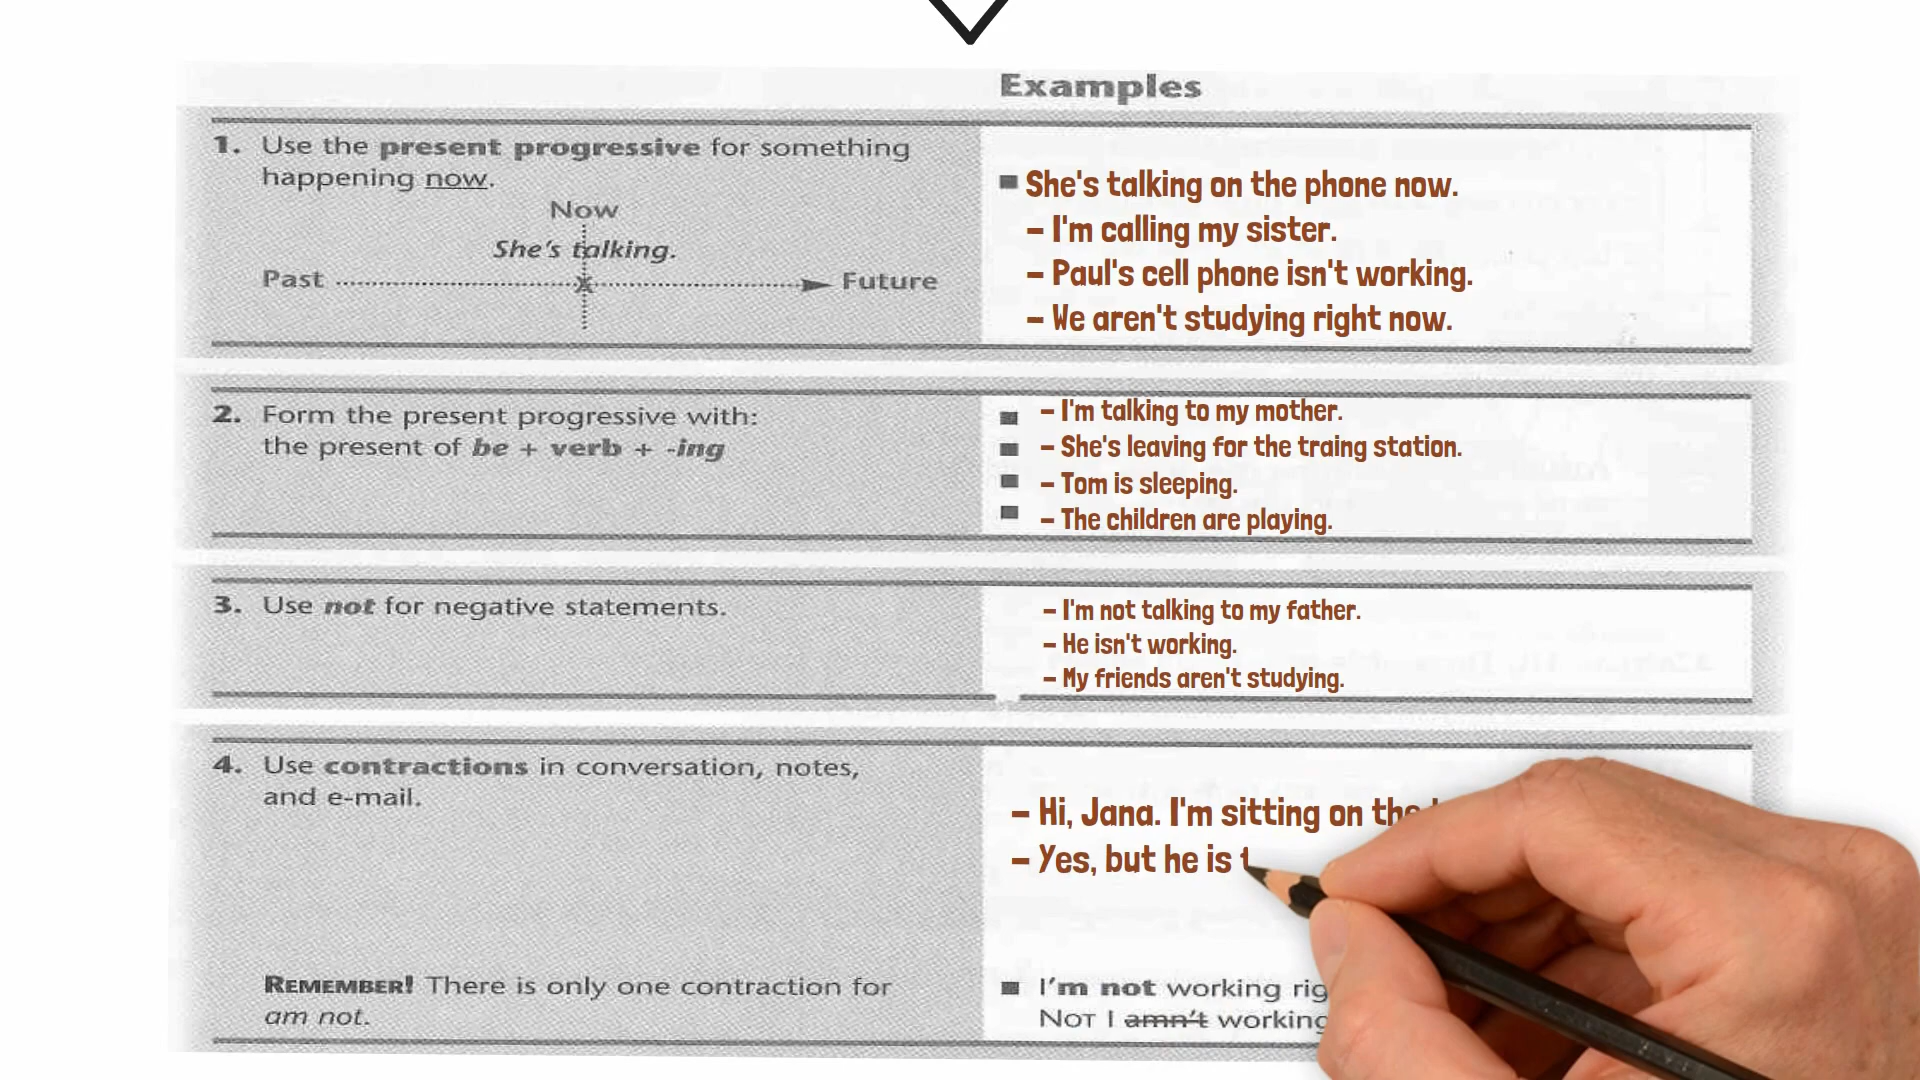 Examples
1. Use the present progressive for something
happening now.
Now
She's talking.
Past
Future
She's talking on the phone now.
– I'm calling my sister.
– Paul's cell phone isn't working.
– We aren't studying right now.
2. Form the present progressive with:
the present of be + verb + -ing
– I'm talking to my mother.
– She's leaving for the traing station.
– Tom is sleeping.
– The children are playing.
3. Use not for negative statements.
– I'm not talking to my father.
– He isn't working.
– My friends aren't studying.
4. Use contractions in conversation, notes,
and e-mail.
– Hi, Jana. I'm sitting on the
– Yes, but he is t
REMEMBER! There is only one contraction for
am not.
I'm not working rig
NOT I amn't working